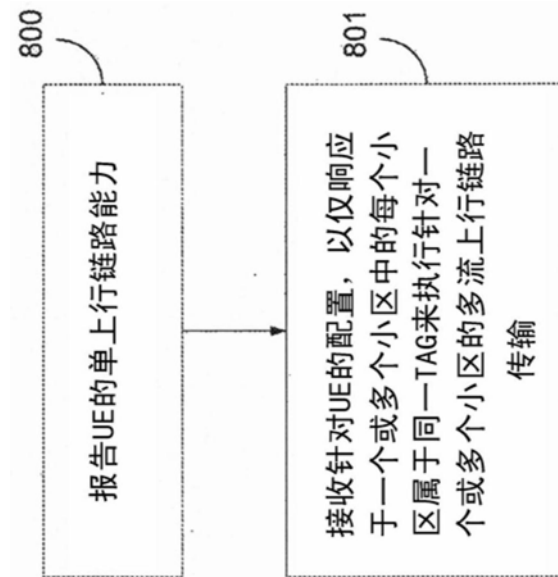 800
报告UE的单上行链路能力
801
接收针对UE的配置，以仅响应
于一个或多个小区中的每个小
区属于同一TAG来执行针对一
个或多个小区的多流上行链路
传输